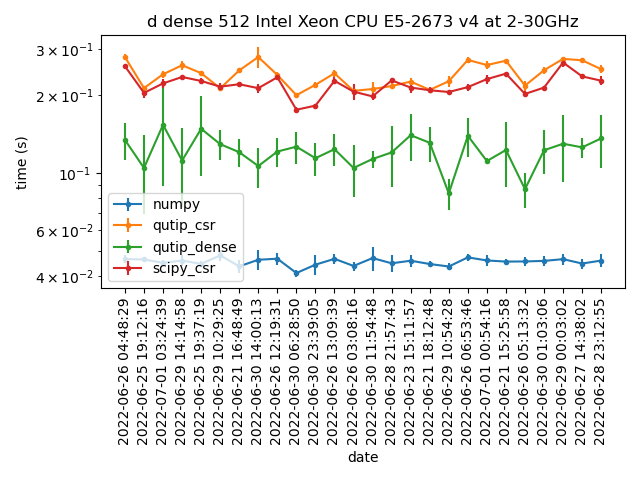 d dense 512 Intel Xeon CPU E5-2673 v4 at 2-30GHz
time (s)
3 × 10⁻¹
2 × 10⁻¹
10⁻¹
6 × 10⁻²
4 × 10⁻²
numpy
qutip_csr
qutip_dense
scipy_csr
2022-06-26 04:48:29
2022-06-25 19:12:16
2022-07-01 03:24:39
2022-06-29 14:14:58
2022-06-25 19:37:19
2022-06-29 10:29:25
2022-06-21 16:48:49
2022-06-30 14:00:13
2022-06-26 12:19:31
2022-06-30 06:28:50
2022-06-30 23:39:05
2022-06-26 13:09:39
2022-06-26 03:08:16
2022-06-30 11:54:48
2022-06-28 21:57:43
2022-06-23 15:11:57
2022-06-21 18:12:48
2022-06-29 10:54:28
2022-06-26 06:53:46
2022-07-01 00:54:16
2022-06-21 15:25:58
2022-06-26 05:13:32
2022-06-30 01:03:06
2022-06-29 00:03:02
2022-06-27 14:38:02
2022-06-28 23:12:55
date